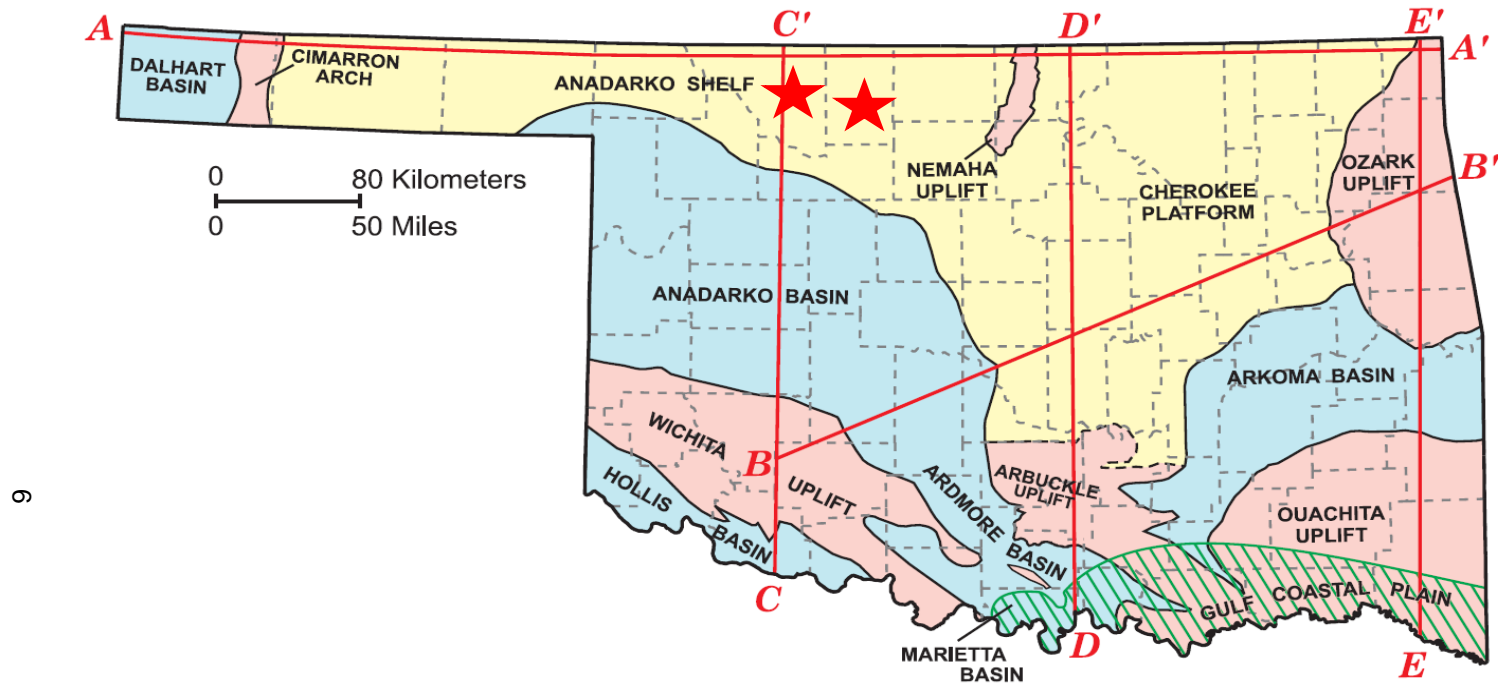 A
C'
D'
E'
A'
DALHART
BASIN
CIMARRON
ARCH
ANADARKO SHELF
NEMAHA
UPLIFT
CHEROKEE
PLATFORM
OZARK
UPLIFT
B'
0 80 Kilometers
0 50 Miles
ANADARKO BASIN
ARKOMA BASIN
WICHITA
UPLIFT
B
HOLLIS
BASIN
ARDMORE BASIN
ARBUCKLE
UPLIFT
OUACHITA
UPLIFT
GULF COASTAL PLAIN
C
D
E
MARIETTA
BASIN
9